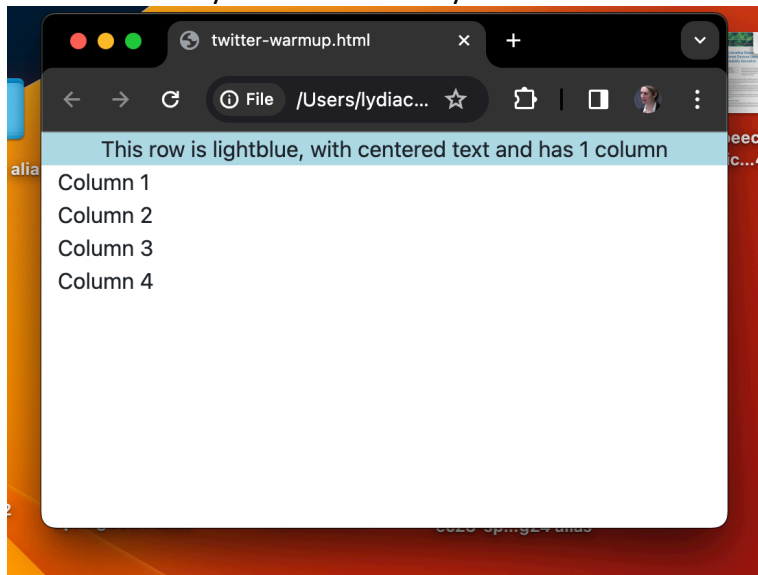 twitter-warmup.html
File /Users/lydiac...
This row is lightblue, with centered text and has 1 column
alia
Column 1
Column 2
Column 3
Column 4